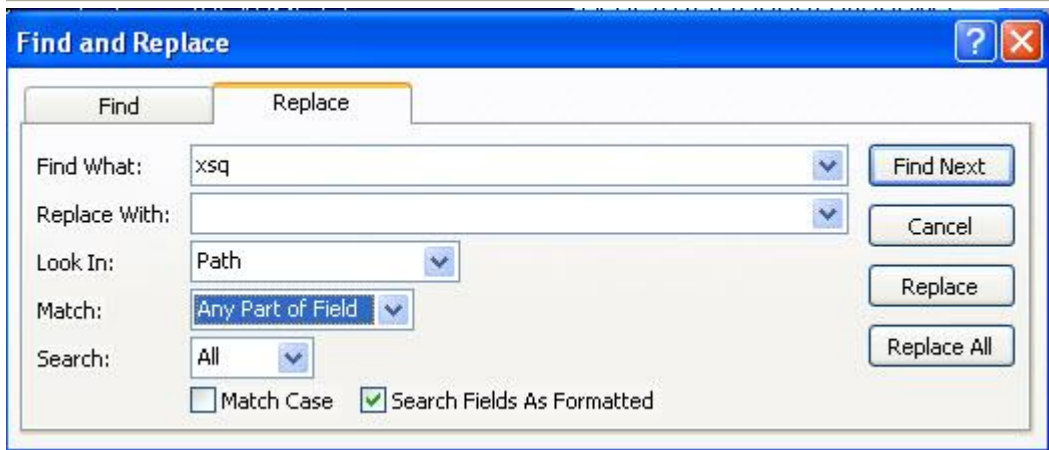 Find and Replace
Find Replace
Find What: xsq Find Next
Replace With: Cancel
Look In: Path
Replace
Match: Any Part of Field
Search: All Replace All
Match Case Search Fields As Formatted